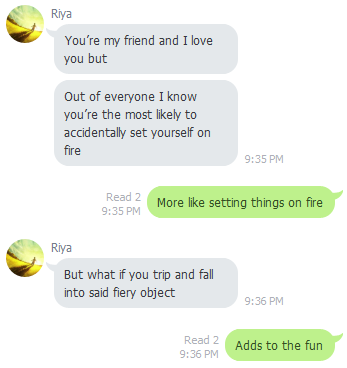 Riya
You’re my friend and I love
you but
Out of everyone I know
you’re the most likely to
accidentally set yourself on
fire
9:35 PM
Read 2
9:35 PM
More like setting things on fire
Riya
But what if you trip and fall
into said fiery object
9:36 PM
Read 2
9:36 PM
Adds to the fun